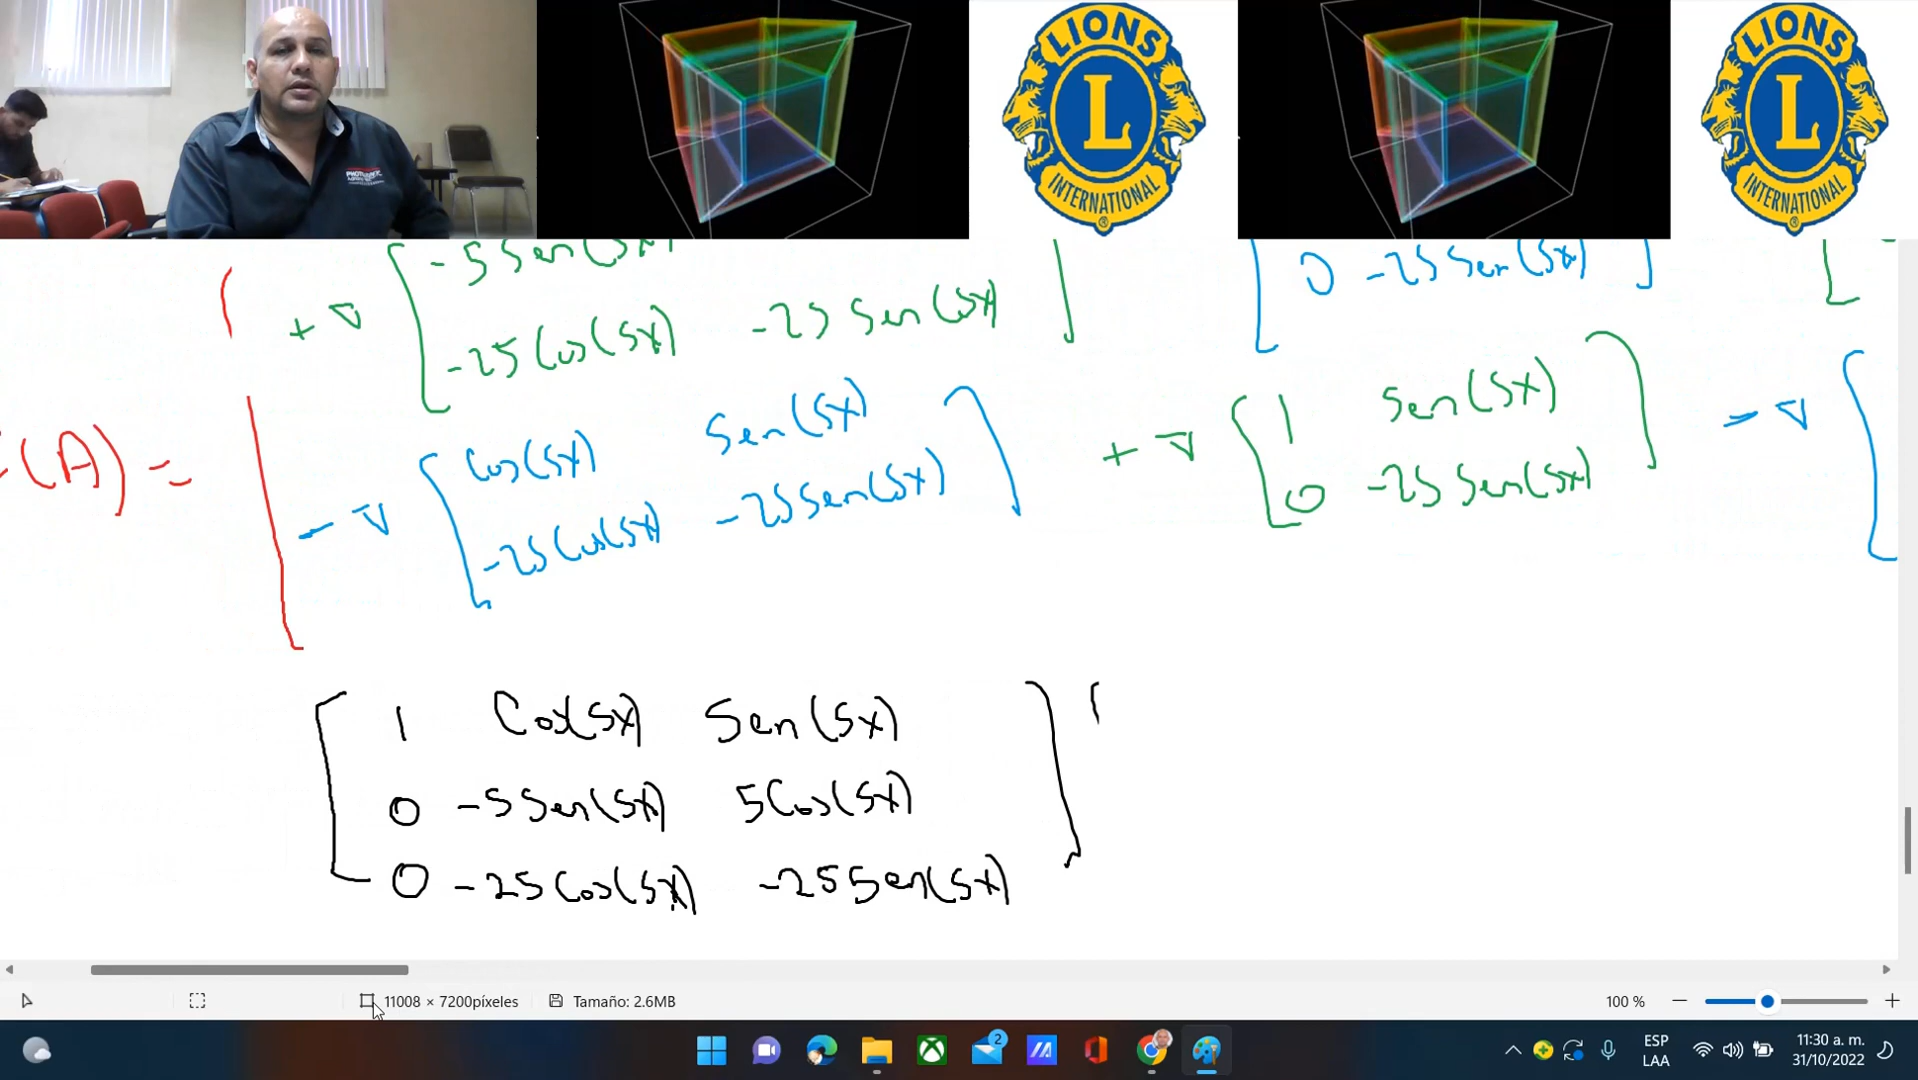 LIONS
L
INTERNATIONAL
®
LIONS
L
INTERNATIONAL
®
- 5 Sen(5x)
0 -25 Sen(5x)
+ ∇
-25 Cos(5x) -25 Sen(5x)
Cos(5x) Sen(5x)
+ ∇ 1 Sen(5x)
- ∇
(A) =
- ∇
-25 Cos(5x) -25 Sen(5x)
0 -25 Sen(5x)
1 Cos(5x) Sen(5x)
0 -5 Sen(5x) 5 Cos(5x)
0 -25 Cos(5x) -25 Sen(5x)
11008 × 7200píxeles
Tamaño: 2.6MB
100 %
2
ESP
LAA
11:30 a. m.
31/10/2022